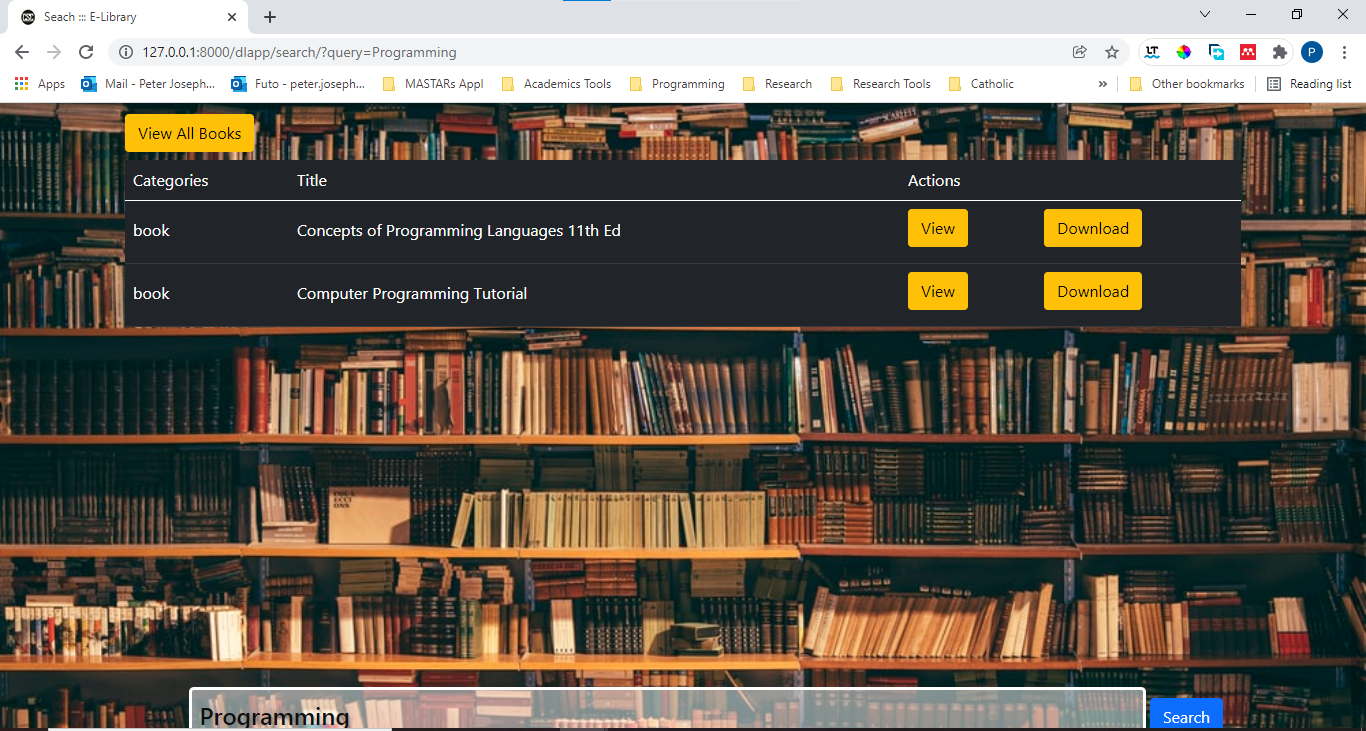 Seach ::: E-Library
127.0.0.1:8000/dlapp/search/?query=Programming
P
Apps Mail - Peter Joseph... Futo - peter.joseph... MASTARs Appl Academics Tools Programming Research Research Tools Catholic » Other bookmarks Reading list
View All Books
Categories Title Actions
book Concepts of Programming Languages 11th Ed View Download
book Computer Programming Tutorial View Download
Programming Search